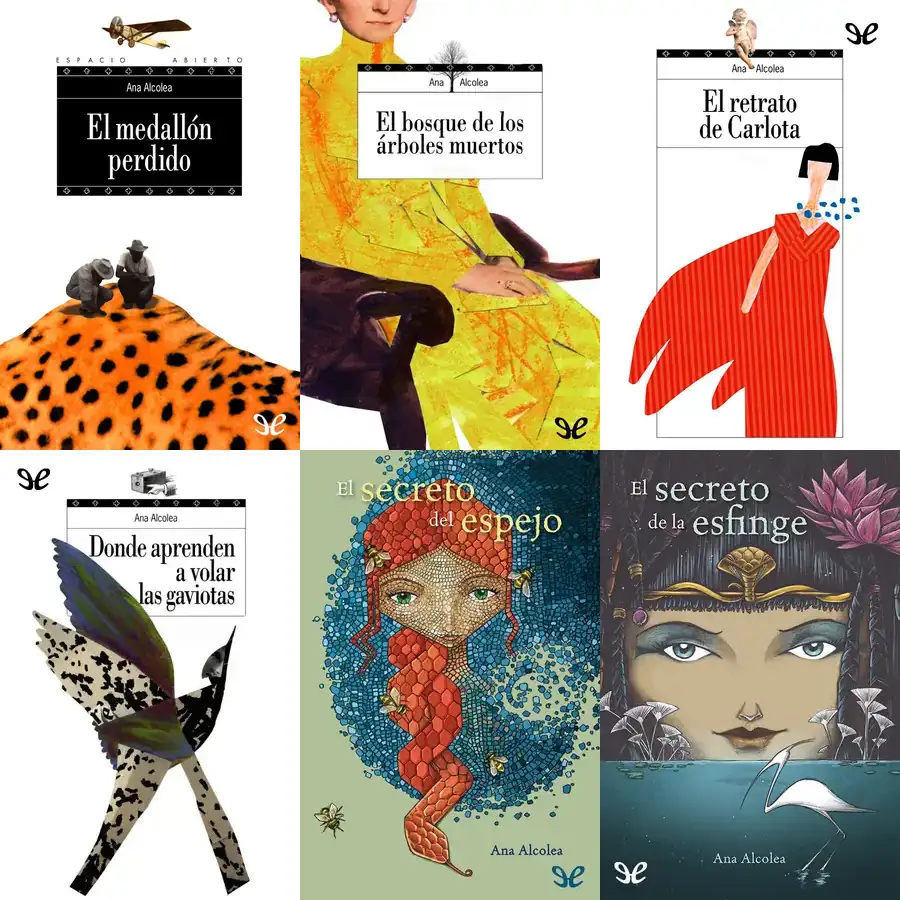 ESPACIO ABIERTO
Ana Alcolea
El medallón
perdido
Ana Alcolea
El bosque de los
árboles muertos
Ana Alcolea
El retrato
de Carlota
Ana Alcolea
Donde aprenden
a volar
las gaviotas
El secreto
del espejo
Ana Alcolea
El secreto
de la esfinge
Ana Alcolea